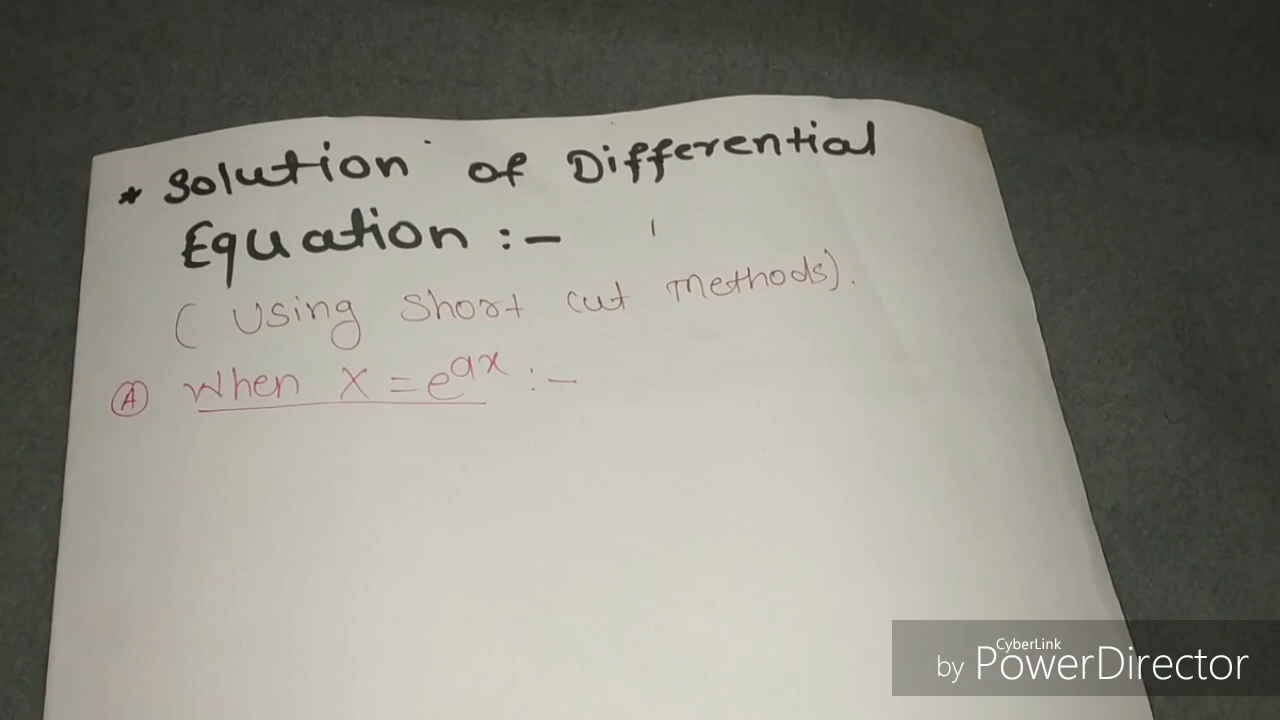 * Solution of Differential
Equation :-
( Using Short cut Methods).
(A) When X = e^ax :-
CyberLink
by PowerDirector